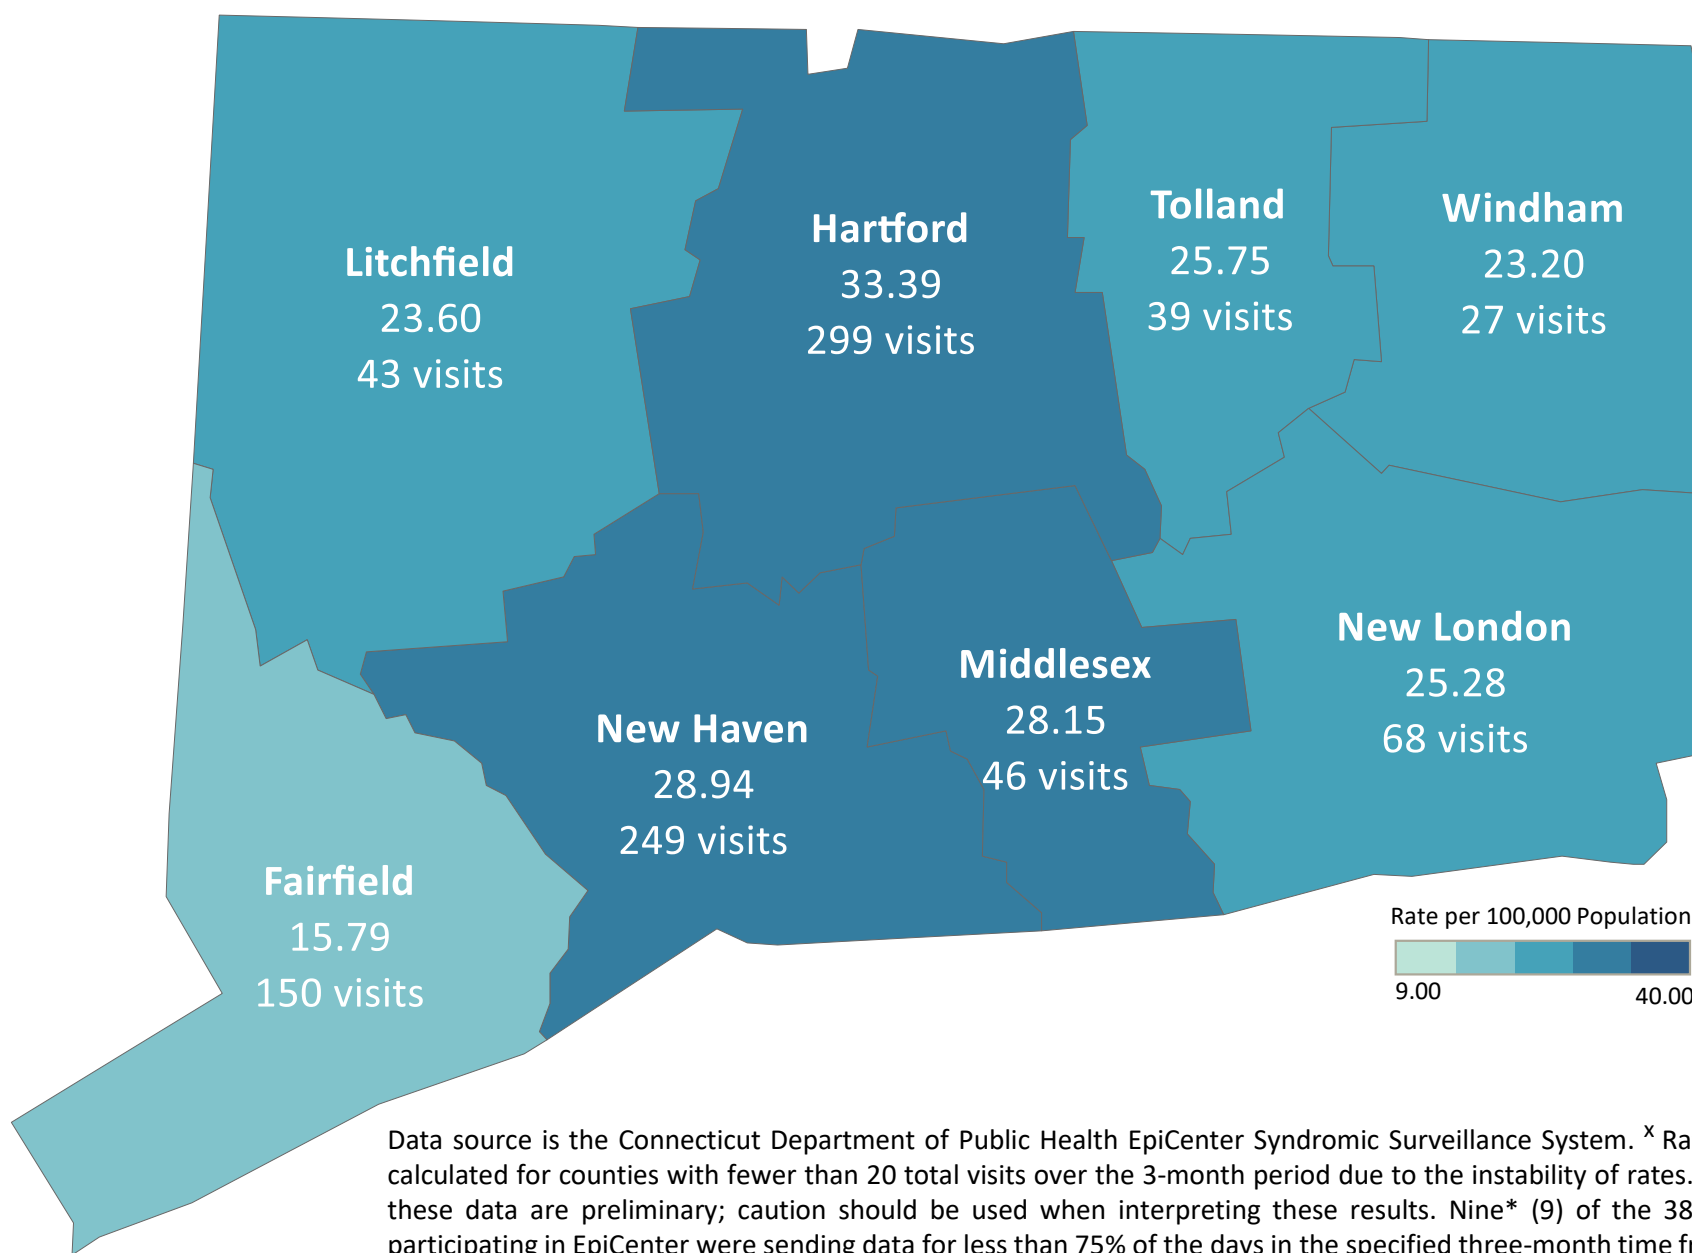 Litchfield
23.60
43 visits
Hartford
33.39
299 visits
Tolland
25.75
39 visits
Windham
23.20
27 visits
New London
25.28
68 visits
Middlesex
28.15
46 visits
New Haven
28.94
249 visits
Fairfield
15.79
150 visits
Rate per 100,000 Population
9.00
40.00
Data source is the Connecticut Department of Public Health EpiCenter Syndromic Surveillance System. x
calculated for counties with fewer than 20 total visits over the 3-month period due to the instability of rates.
these data are preliminary; caution should be used when interpreting these results. Nine* (9) of the 38
participating in EpiCenter were sending data for less than 75% of the days in the specified three-month time